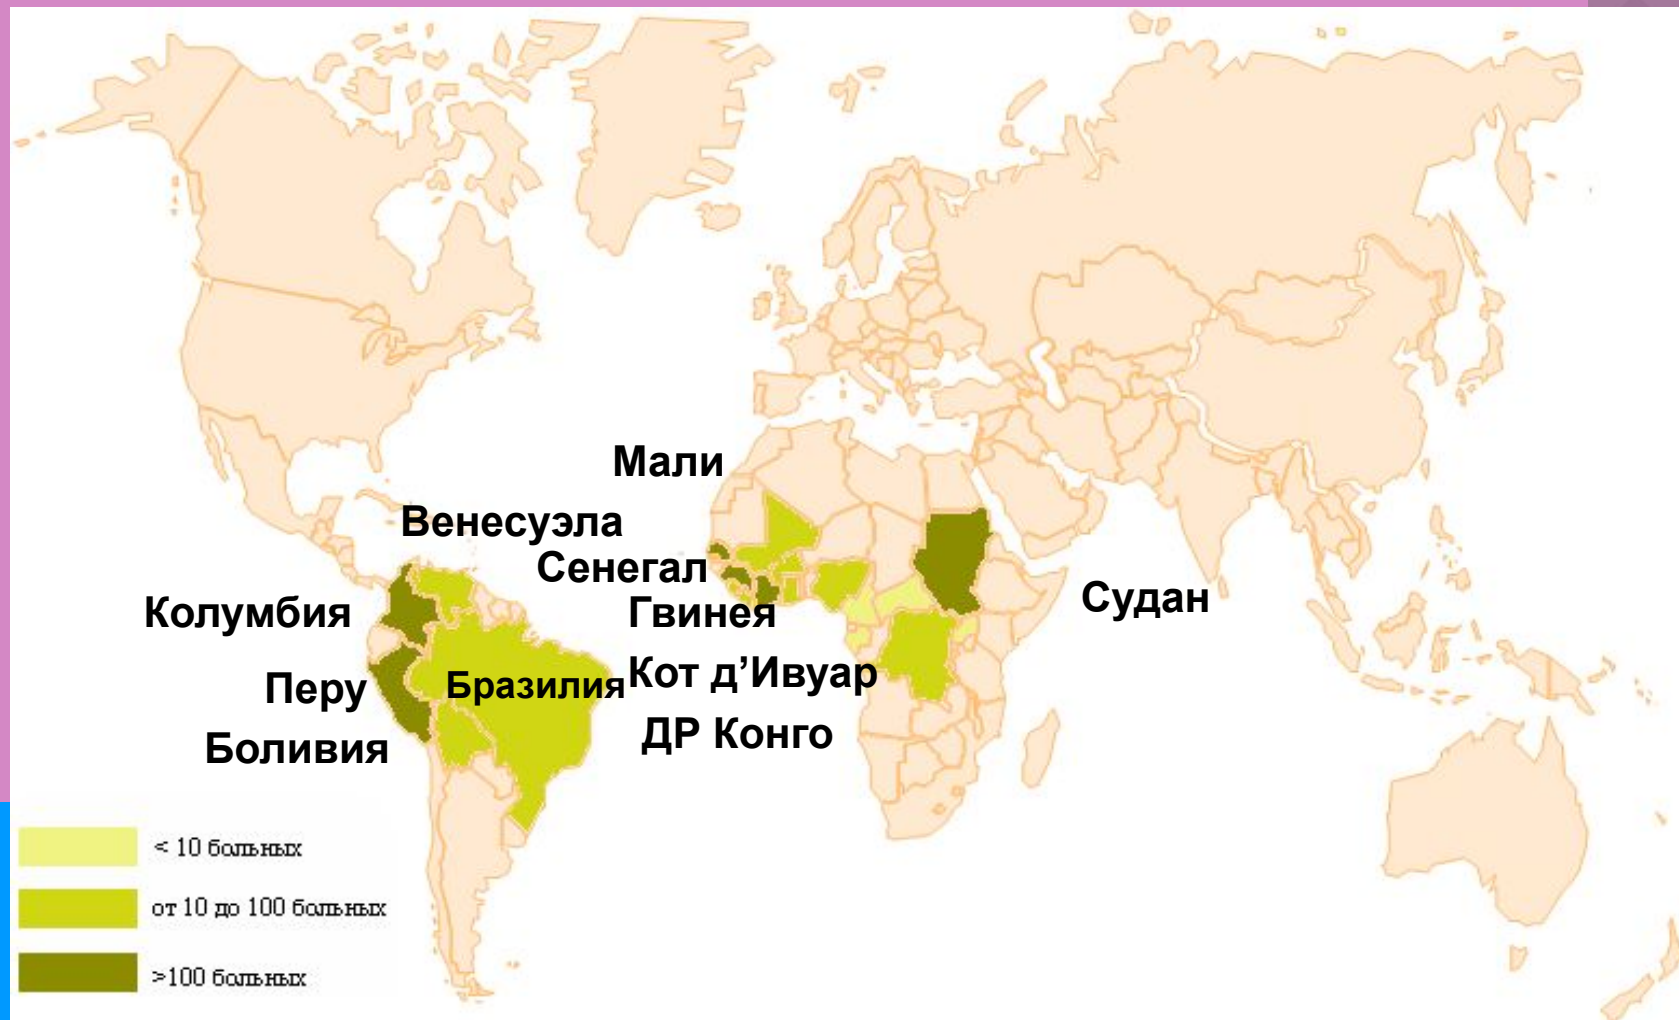 Мали
Венесуэла
Сенегал
Колумбия
Гвинея
Судан
Перу
Бразилия
Кот д’Ивуар
Боливия
ДР Конго
< 10 больных
от 10 до 100 больных
>100 больных